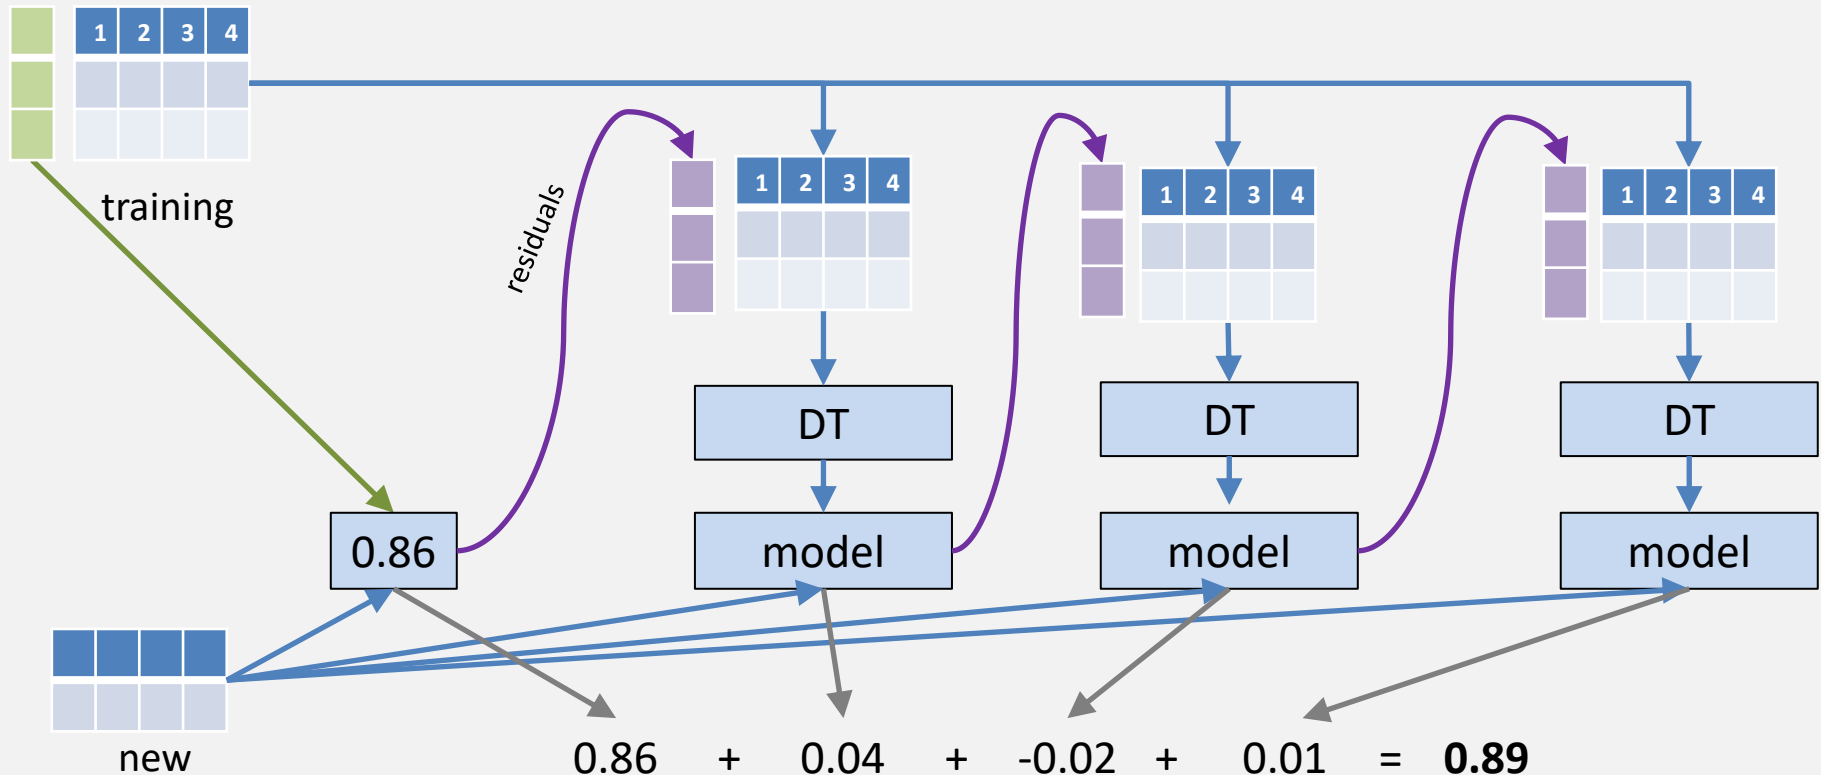 1 2 3 4
training
residuals
1 2 3 4
1 2 3 4
1 2 3 4
DT
DT
DT
0.86
model
model
model
new
0.86 + 0.04 + -0.02 + 0.01 = 0.89